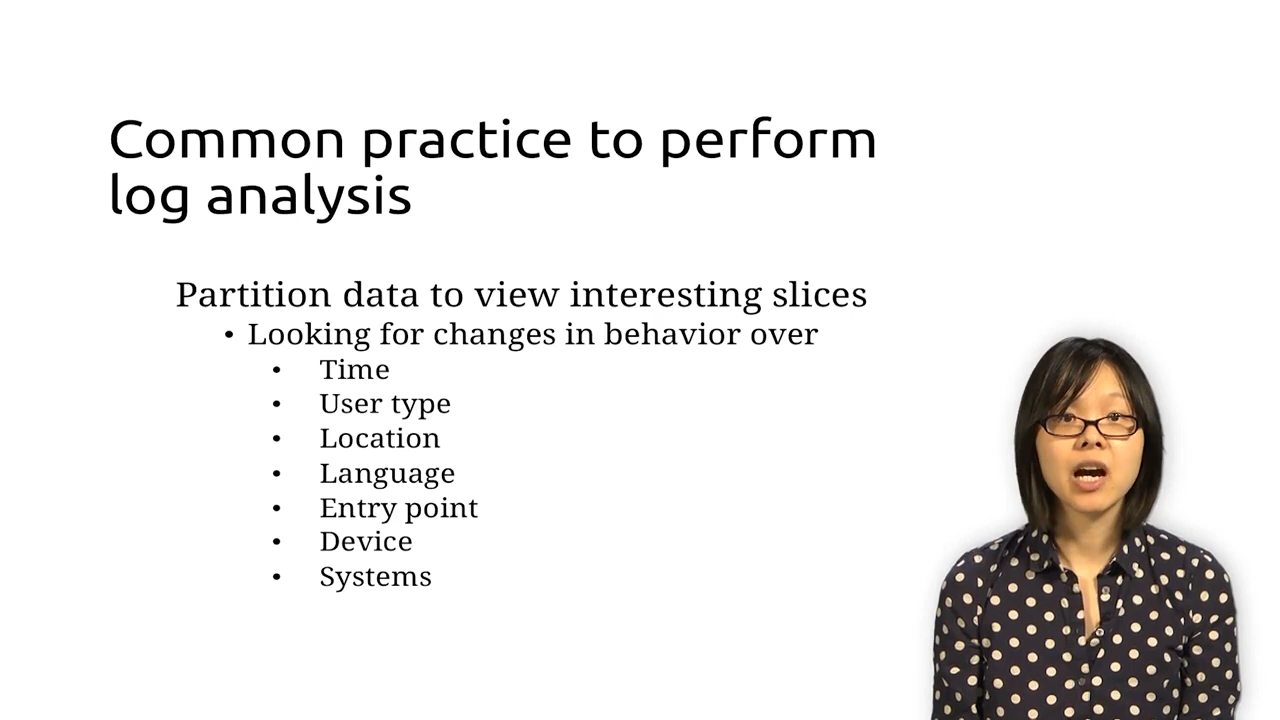 Common practice to perform
log analysis
Partition data to view interesting slices
• Looking for changes in behavior over
• Time
• User type
• Location
• Language
• Entry point
• Device
• Systems